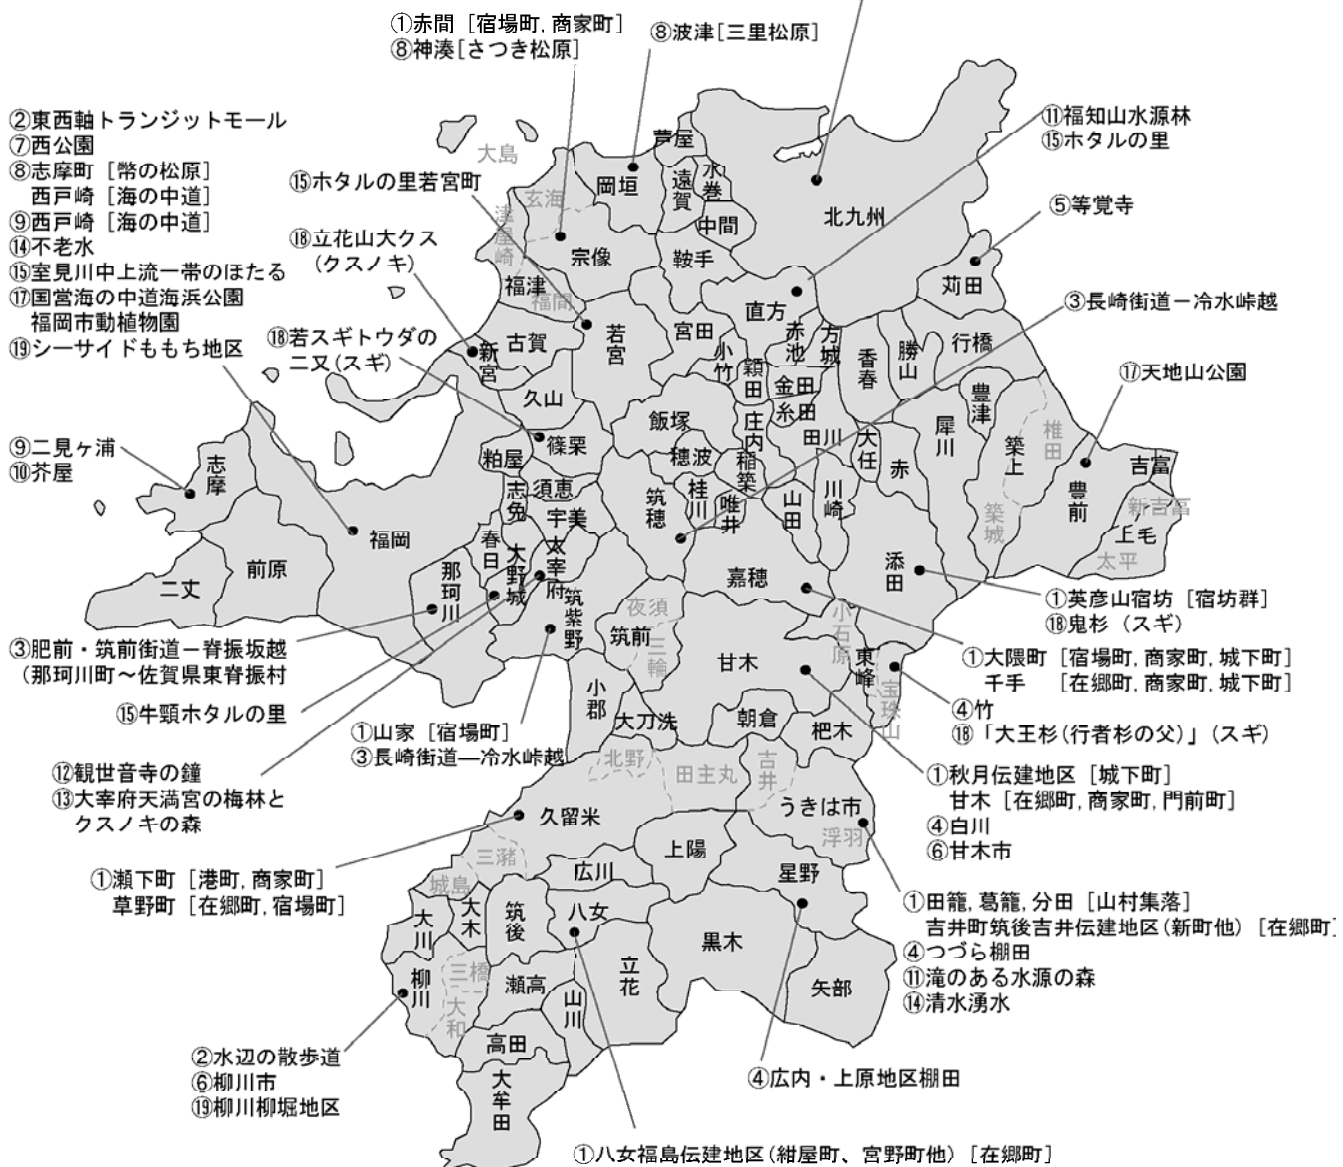 ①赤間［宿場町, 商家町］
⑧神湊[さつき松原]
⑧波津[三里松原]
②東西軸トランジットモール
⑦西公園
⑧志摩町［幣の松原］
西戸崎［海の中道］
⑨西戸崎［海の中道］
⑭不老水
⑮室見川中上流一帯のほたる
⑰国営海の中道海浜公園
福岡市動植物園
⑲シーサイドももち地区
⑮ホタルの里若宮町
⑱立花山大クス
(クスノキ)
⑱若スギトウダの
二又(スギ)
⑨二見ヶ浦
⑩芥屋
⑪福知山水源林
⑮ホタルの里
⑤等覚寺
③長崎街道－冷水峠越
⑰天地山公園
大島
玄海
津屋崎
芦屋
岡垣
遠賀
水巻
中間
北九州
宗像
鞍手
苅田
福津
福間
直方
古賀
新宮
若宮
宮田
小竹
赤池
方城
香春
勝山
行橋
久山
頴田
金田
糸田
豊津
飯塚
庄内
田川
大任
赤
犀川
築上
椎田
志摩
粕屋
篠栗
穂波
稲築
豊前
吉富
新吉富
志免
須恵
宇美
筑穂
桂川
唯井
山田
川崎
築城
上毛
太平
福岡
春日
大野城
太宰府
二丈
前原
那珂川
筑紫野
嘉穂
添田
夜須
筑前
三輪
甘木
小石原
東峰
宝珠山
小郡
大刀洗
朝倉
杷木
北野
田主丸
吉井
うきは市
浮羽
久留米
三潴
城島
上陽
広川
星野
大川
大木
筑後
八女
黒木
矢部
柳川
三橋
大和
瀬高
山川
立花
高田
大牟田
③肥前・筑前街道－脊振坂越
(那珂川町～佐賀県東脊振村
⑮牛頸ホタルの里
①山家［宿場町］
③長崎街道―冷水峠越
⑫観世音寺の鐘
⑬大宰府天満宮の梅林と
クスノキの森
①瀬下町［港町, 商家町］
草野町［在郷町, 宿場町］
①英彦山宿坊［宿坊群］
⑱鬼杉（スギ）
①大隈町［宿場町, 商家町, 城下町］
千手　［在郷町, 商家町, 城下町］
④竹
⑱「大王杉(行者杉の父)」(スギ)
①秋月伝建地区［城下町］
甘木［在郷町, 商家町, 門前町］
④白川
⑥甘木市
①田籠, 葛籠, 分田［山村集落］
吉井町筑後吉井伝建地区(新町他)［在郷町］
④つづら棚田
⑪滝のある水源の森
⑭清水湧水
②水辺の散歩道
⑥柳川市
⑲柳川柳堀地区
④広内・上原地区棚田
①八女福島伝建地区(紺屋町、宮野町他)［在郷町］